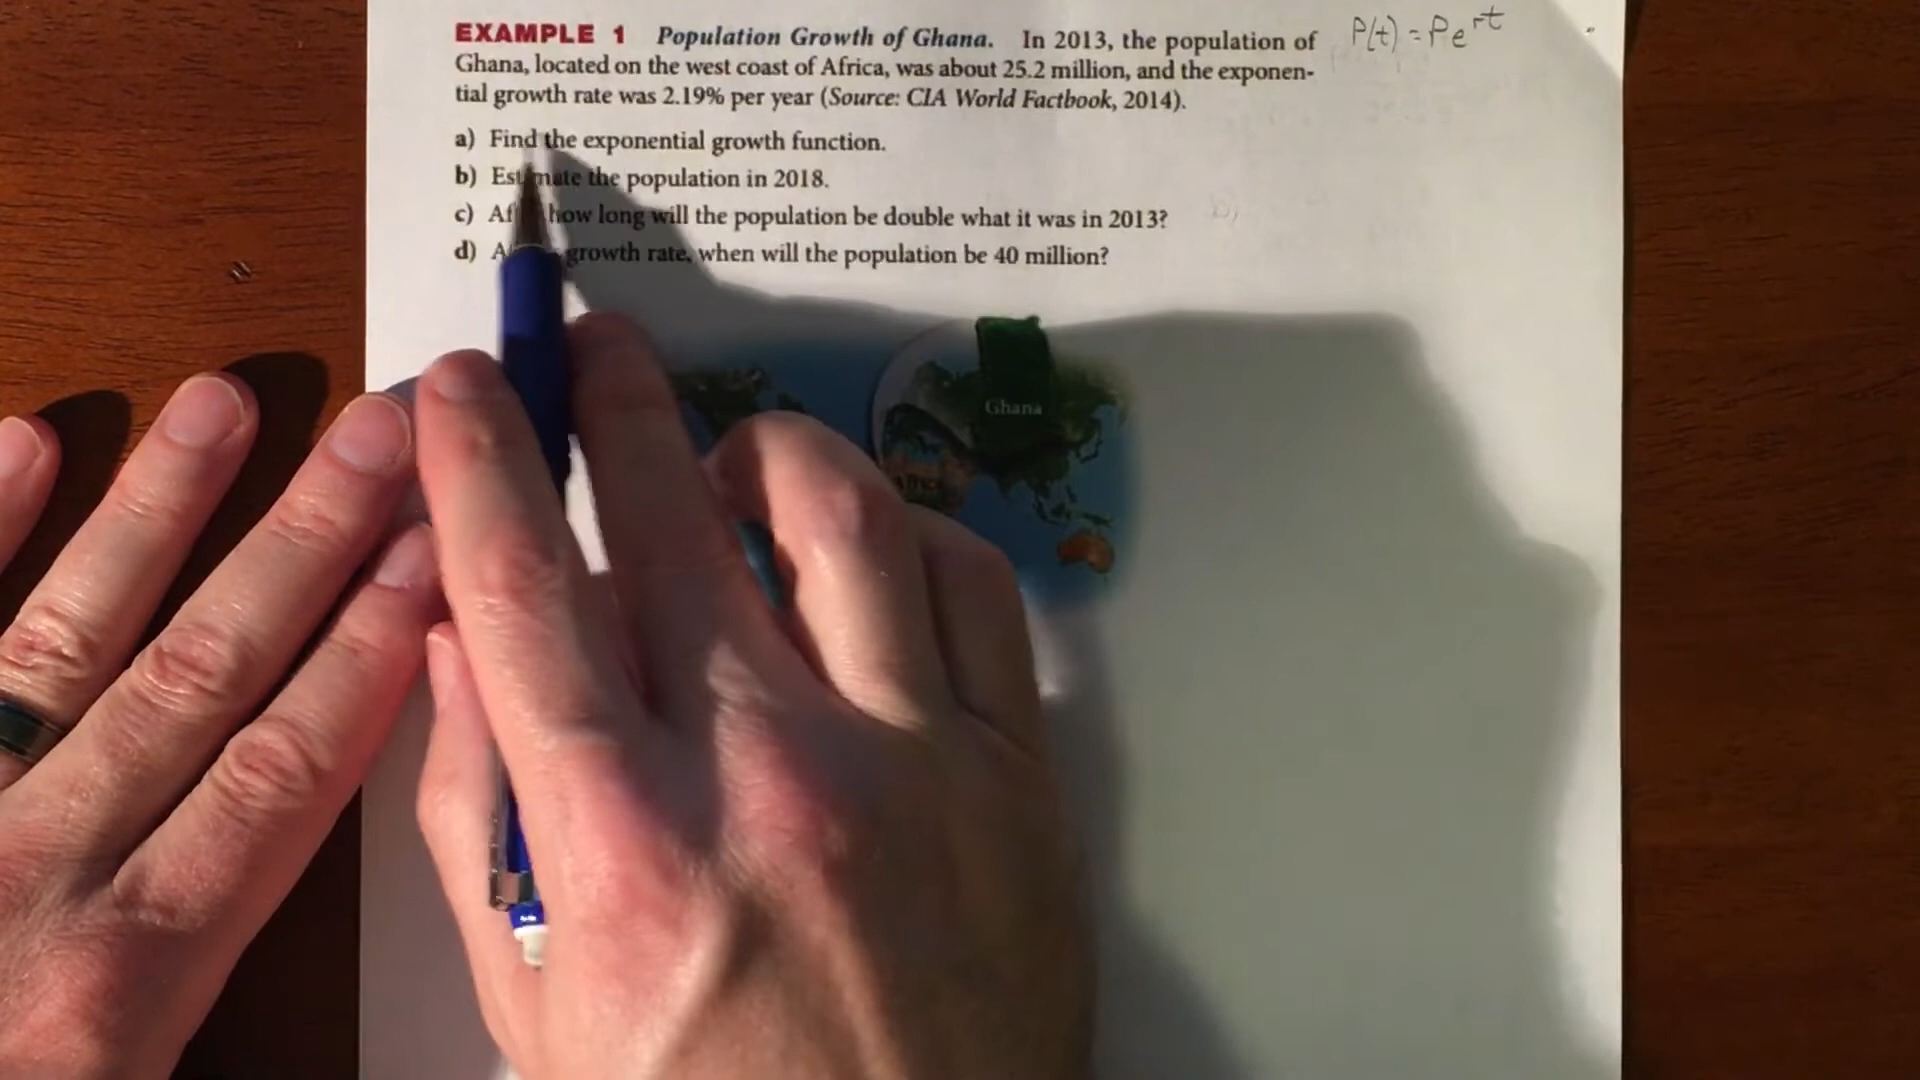 EXAMPLE 1 Population Growth of Ghana. In 2013, the population of
Ghana, located on the west coast of Africa, was about 25.2 million, and the exponen-
tial growth rate was 2.19% per year (Source: CIA World Factbook, 2014).
P(t) = Pe^rt
a) Find the exponential growth function.
b) Estimate the population in 2018.
c) how long will the population be double what it was in 2013?
b)
d) growth rate, when will the population be 40 million?
Ghana
Africa